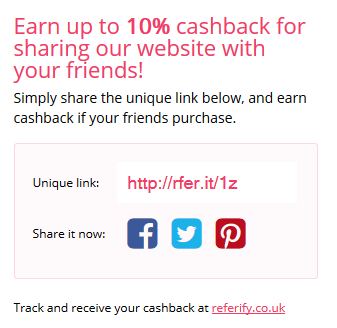 Earn up to 10% cashback for
sharing our website with
your friends!
Simply share the unique link below, and earn
cashback if your friends purchase.
Unique link: http://rfer.it/1z
Share it now:
Track and receive your cashback at referify.co.uk